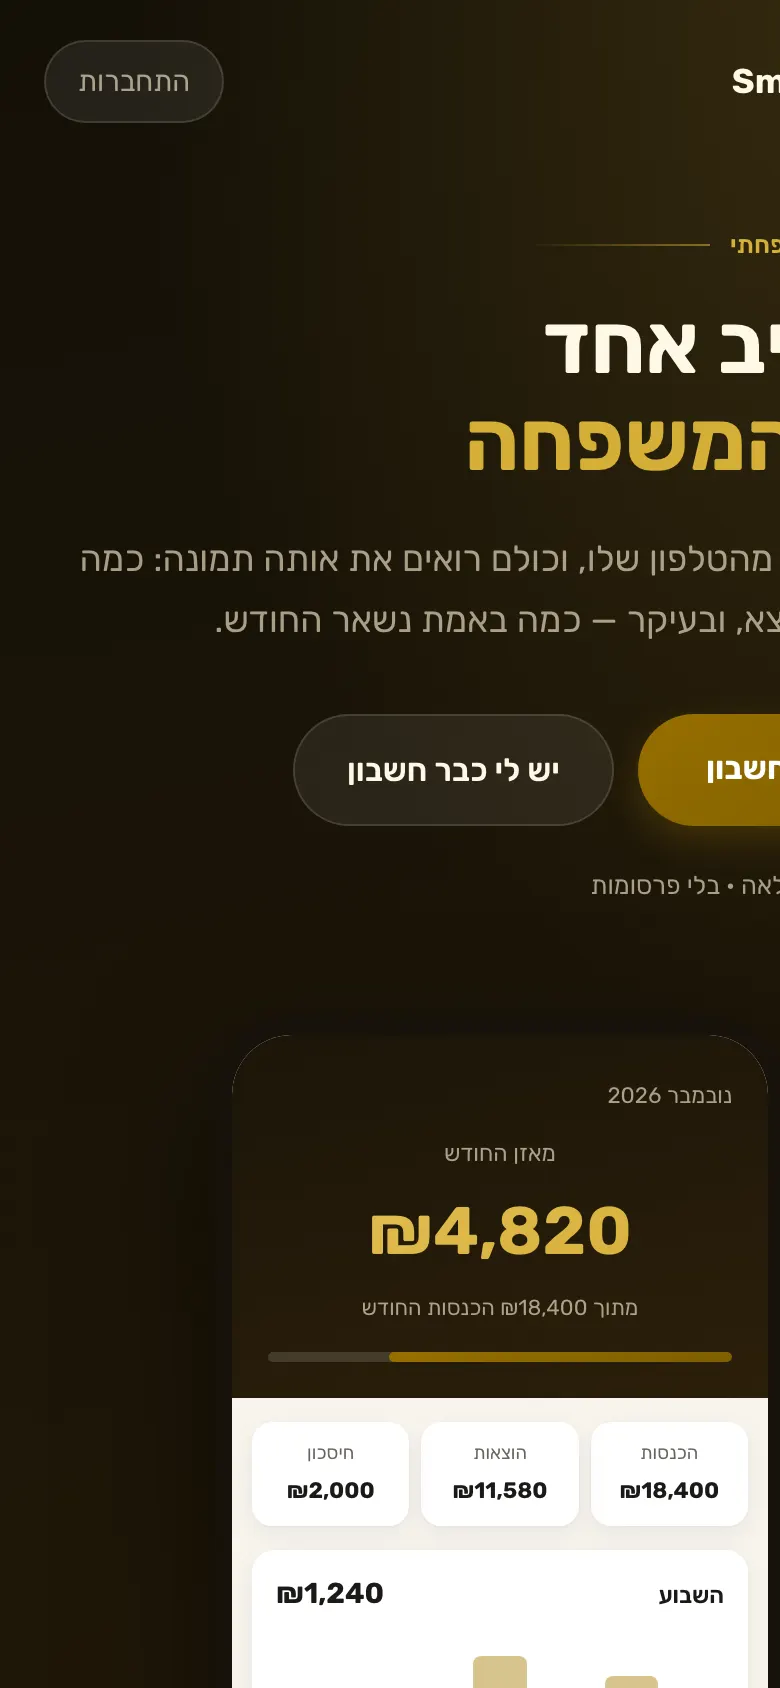 Sm
התחברות
פחתי
יב אחד
המשפחה
מהטלפון שלו, וכולם רואים את אותה תמונה: כמה
צא, ובעיקר — כמה באמת נשאר החודש.
חשבון
יש לי כבר חשבון
לאה • בלי פרסומות
נובמבר 2026
מאזן החודש
₪4,820
מתוך ₪18,400 הכנסות החודש
הכנסות
הוצאות
חיסכון
₪18,400
₪11,580
₪2,000
השבוע
₪1,240